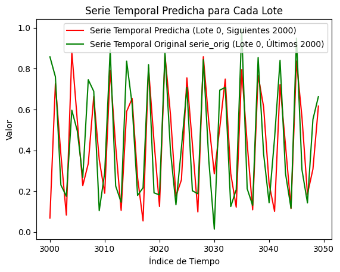 Serie Temporal Predicha para Cada Lote
Serie Temporal Predicha (Lote 0, Siguientes 2000)
Serie Temporal Original serie_orig (Lote 0, Últimos 2000)
1.0
0.8
0.6
0.4
0.2
0.0
Valor
3000
3010
3020
3030
3040
3050
Índice de Tiempo